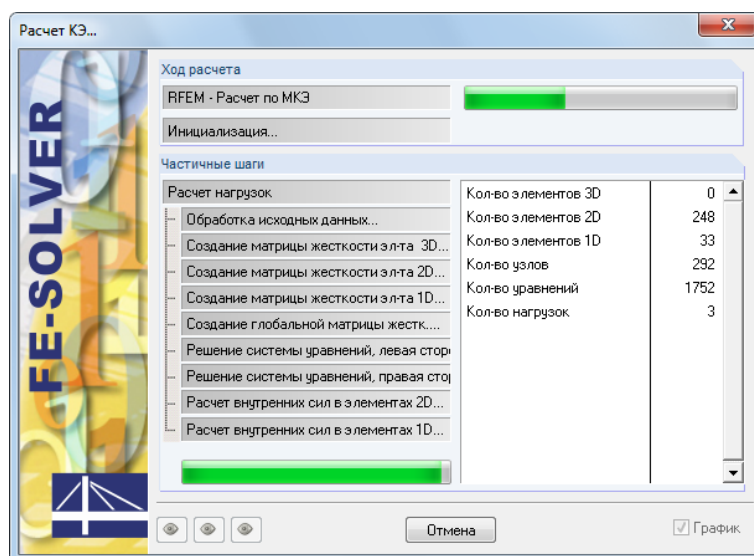 Расчет КЭ...
Ход расчета
RFEM - Расчет по МКЭ
Инициализация...
Частичные шаги
Расчет нагрузок
Обработка исходных данных...
Создание матрицы жесткости эл-та 3D...
Создание матрицы жесткости эл-та 2D...
Создание матрицы жесткости эл-та 1D...
Создание глобальной матрицы жестк....
Решение системы уравнений, левая сторо
Решение системы уравнений, правая стор
Расчет внутренних сил в элементах 2D...
Расчет внутренних сил в элементах 1D...
Кол-во элементов 3D 0
Кол-во элементов 2D 248
Кол-во элементов 1D 33
Кол-во узлов 292
Кол-во уравнений 1752
Кол-во нагрузок 3
FE-SOLVER
Отмена
График